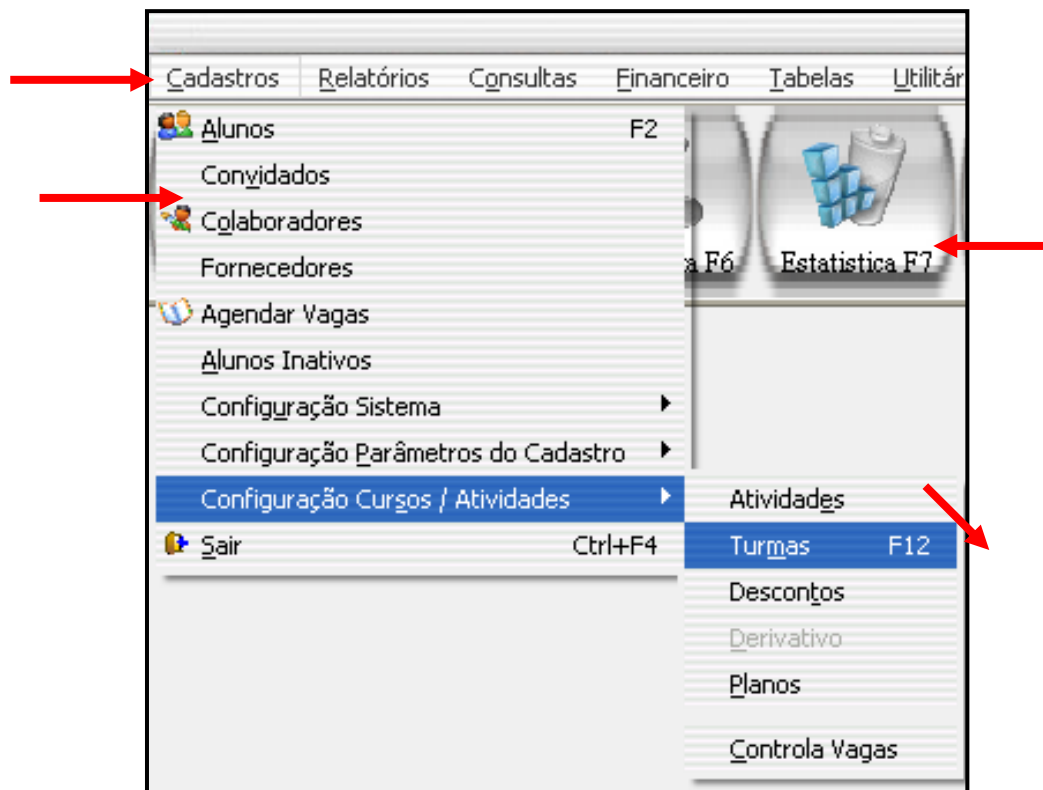 Cadastros Relatórios Consultas Financeiro Tabelas Utilitár
Alunos F2
Convidados
Colaboradores
Fornecedores
Agendar Vagas
Alunos Inativos
Configuração Sistema
Configuração Parâmetros do Cadastro
Configuração Cursos / Atividades
Sair Ctrl+F4
a F6 Estatistica F7
Atividades
Turmas F12
Descontos
Derivativo
Planos
Controla Vagas